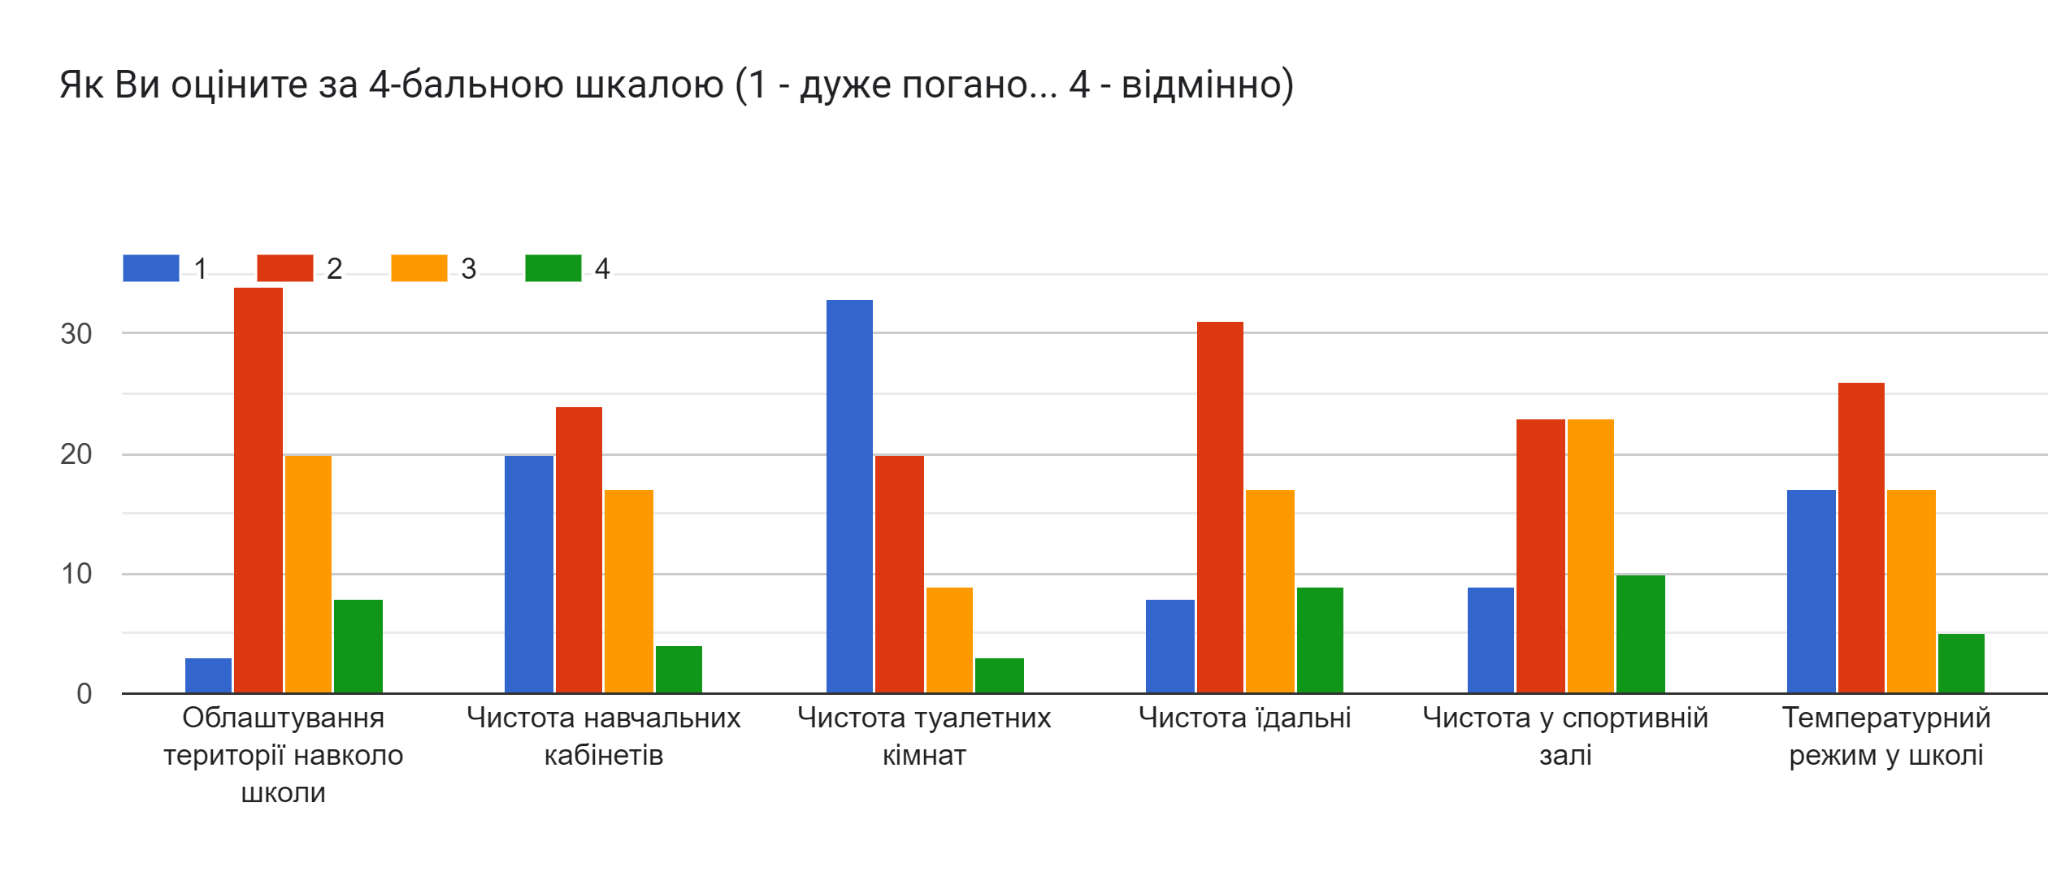 Як Ви оціните за 4-бальною шкалою (1 - дуже погано... 4 - відмінно)
1 2 3 4
30
20
10
0
Облаштування
території навколо
школи
Чистота навчальних
кабінетів
Чистота туалетних
кімнат
Чистота їдальні
Чистота у спортивній
залі
Температурний
режим у школі